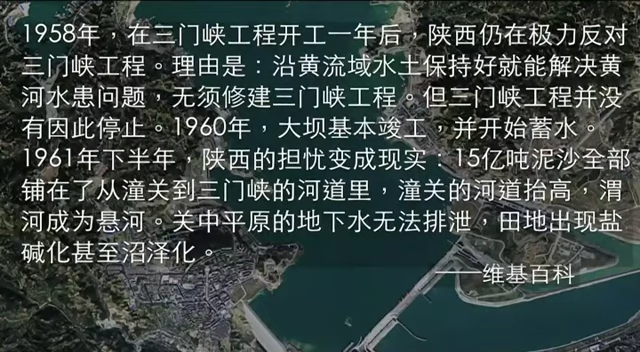 1958年，在三门峡工程开工一年后，陕西仍在极力反对
三门峡工程。理由是：沿黄流域水土保持好就能解决黄
河水患问题，无须修建三门峡工程。但三门峡工程并没
有因此停止。1960年，大坝基本竣工，并开始蓄水。
1961年下半年，陕西的担忧变成现实：15亿吨泥沙全部
铺在了从潼关到三门峡的河道里，潼关的河道抬高，渭
河成为悬河。关中平原的地下水无法排泄，田地出现盐
碱化甚至沼泽化。
——维基百科